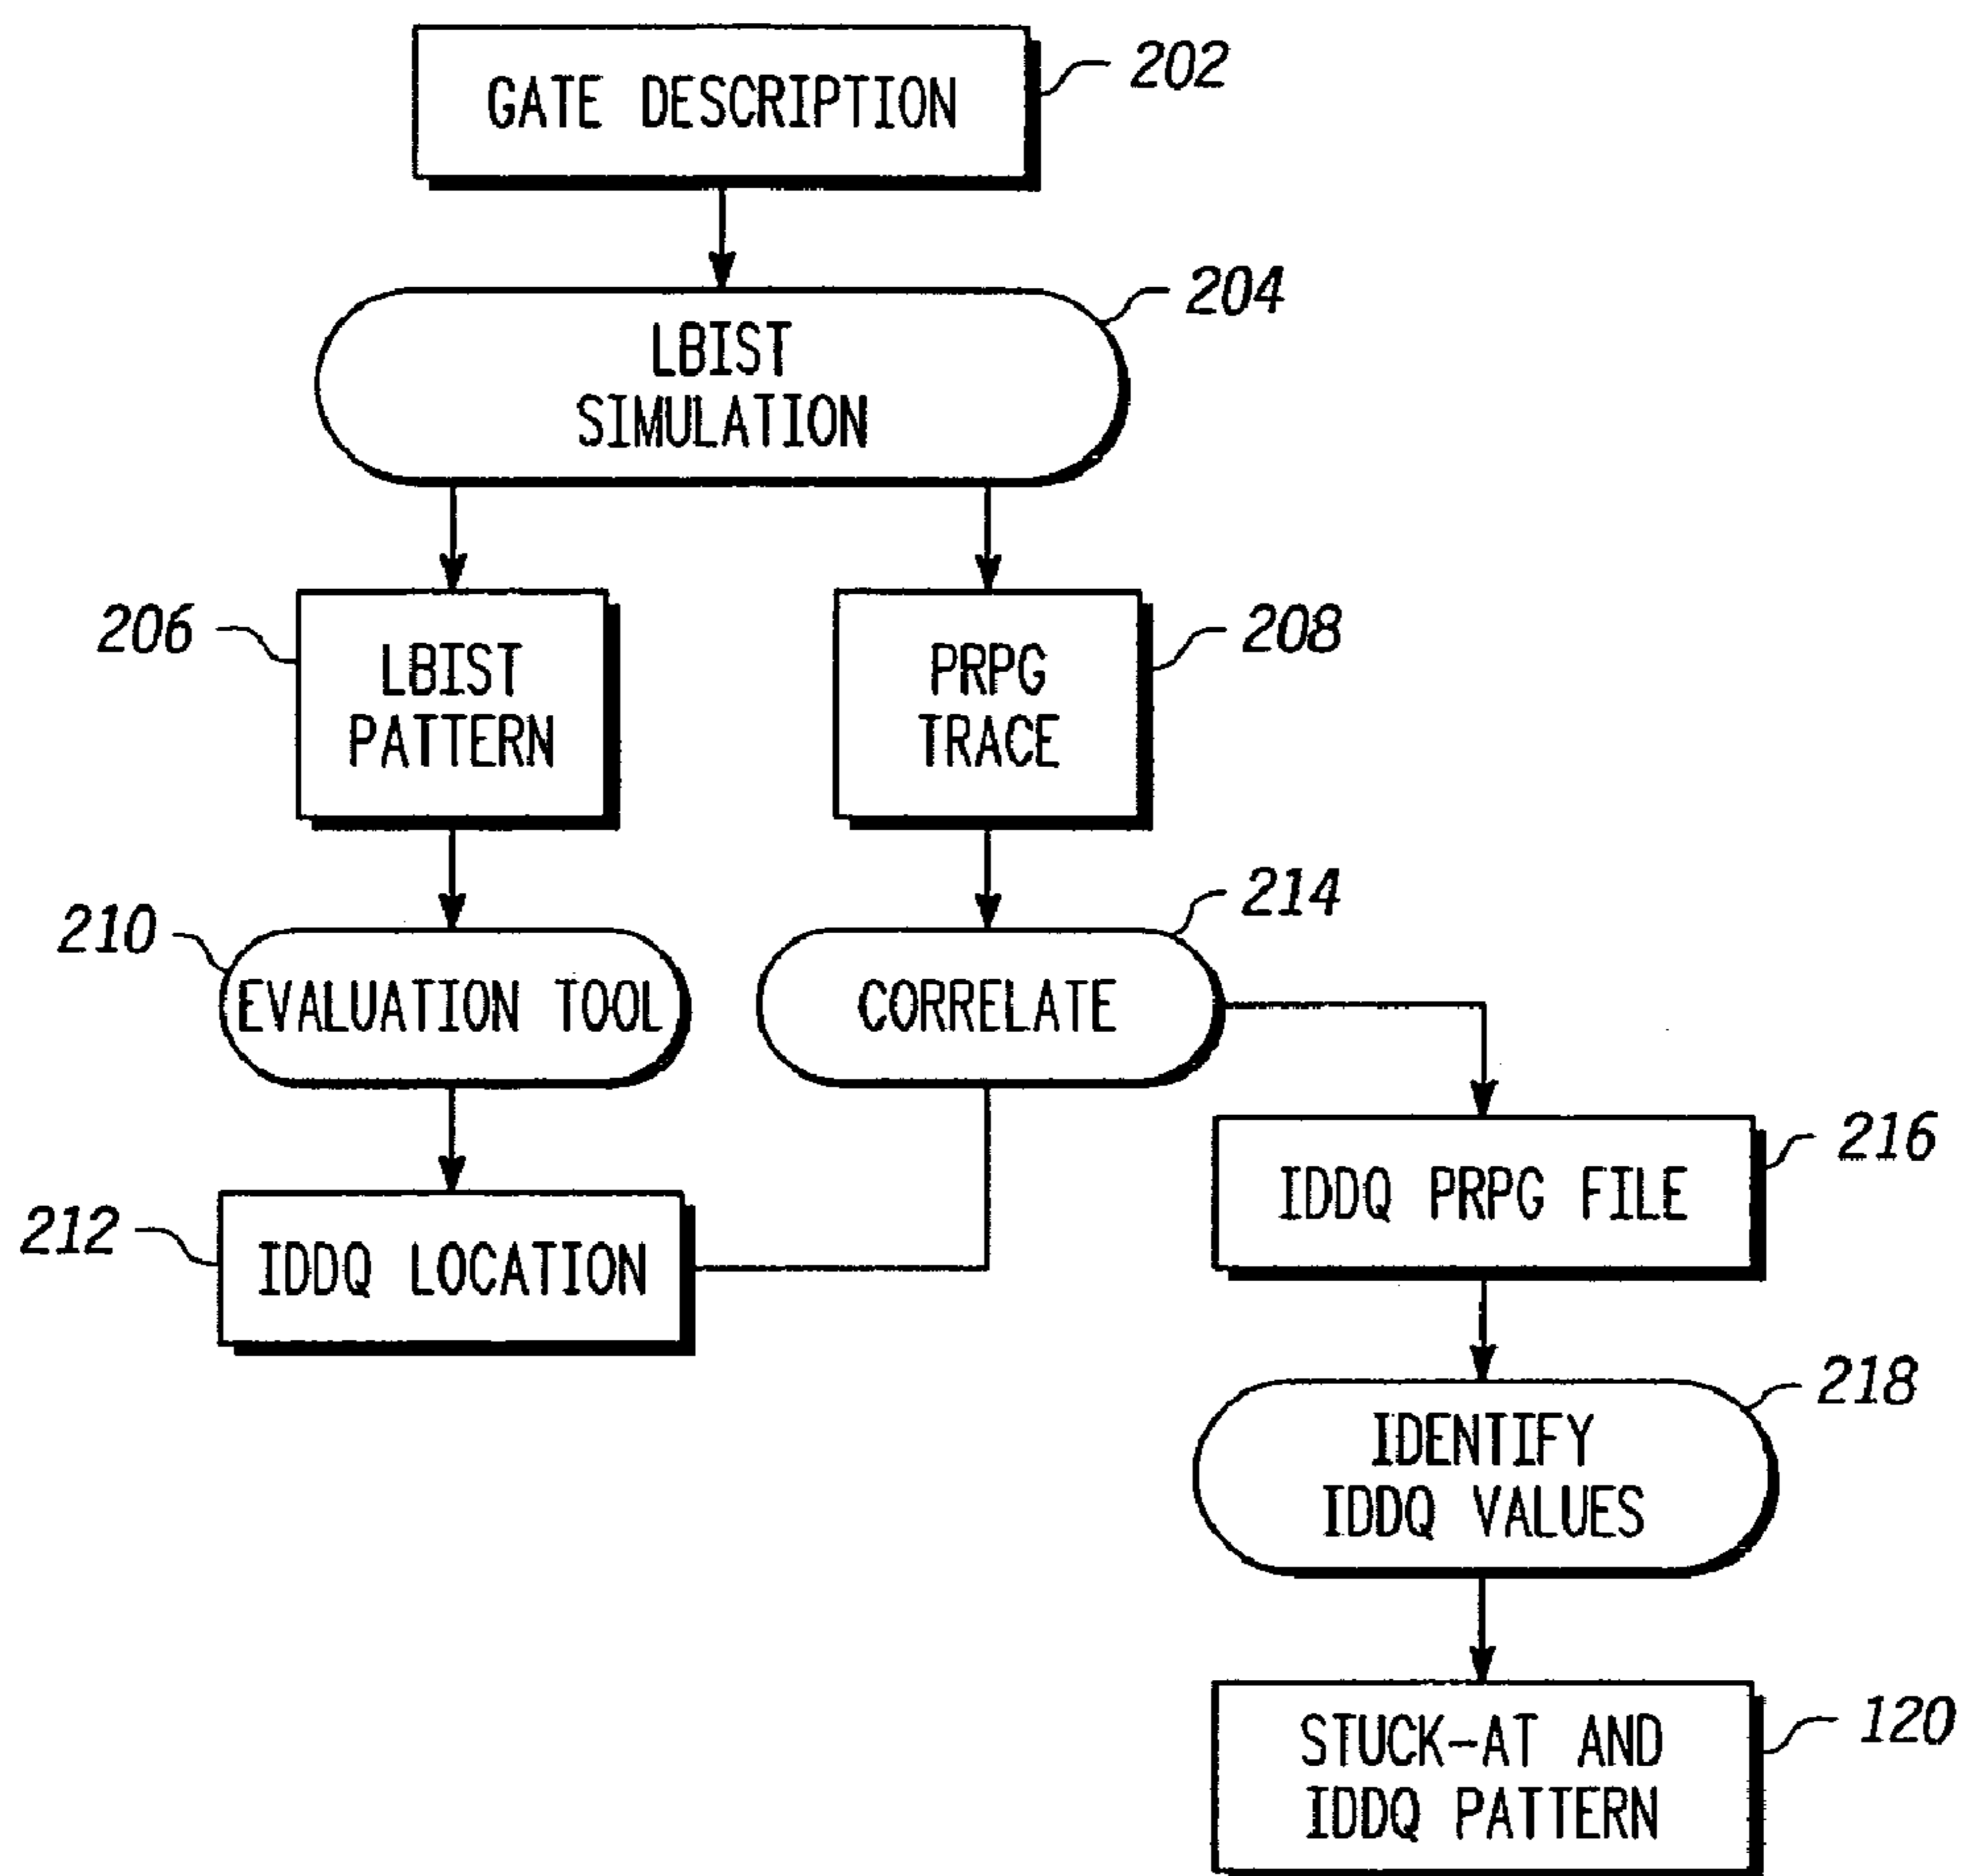 GATE DESCRIPTION
202
LBIST
SIMULATION
204
206
LBIST
PATTERN
PRPG
TRACE
208
210
EVALUATION TOOL
CORRELATE
214
212
IDDQ LOCATION
IDDQ PRPG FILE
216
IDENTIFY
IDDQ VALUES
218
STUCK-AT AND
IDDQ PATTERN
120